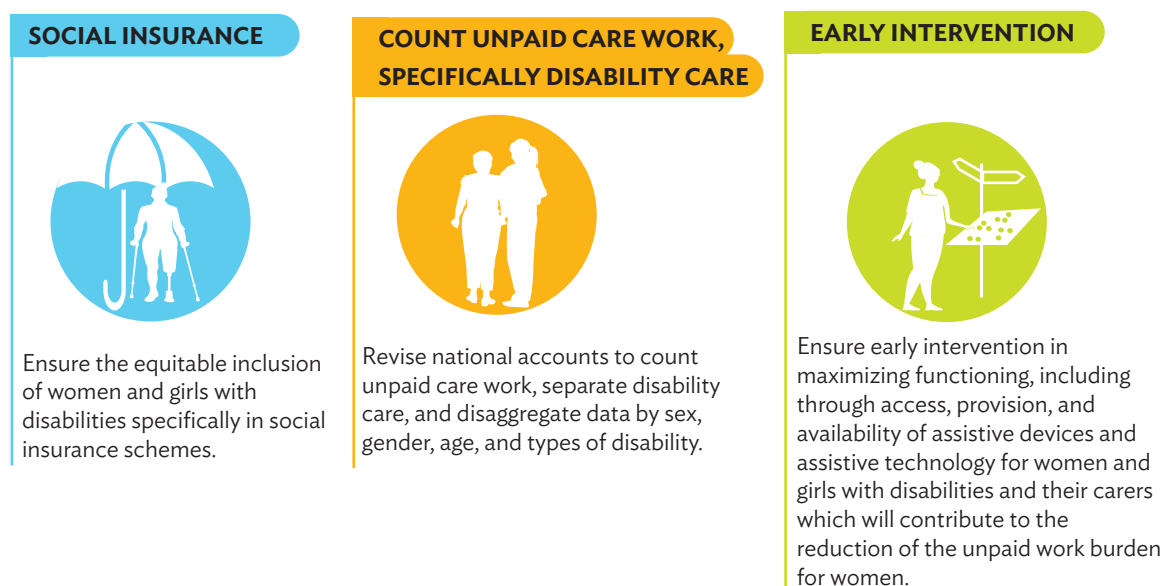 SOCIAL INSURANCE
Ensure the equitable inclusion
of women and girls with
disabilities specifically in social
insurance schemes.
COUNT UNPAID CARE WORK,
SPECIFICALLY DISABILITY CARE
Revise national accounts to count
unpaid care work, separate disability
care, and disaggregate data by sex,
gender, age, and types of disability.
EARLY INTERVENTION
Ensure early intervention in
maximizing functioning, including
through access, provision, and
availability of assistive devices and
assistive technology for women and
girls with disabilities and their carers
which will contribute to the
reduction of the unpaid work burden
for women.